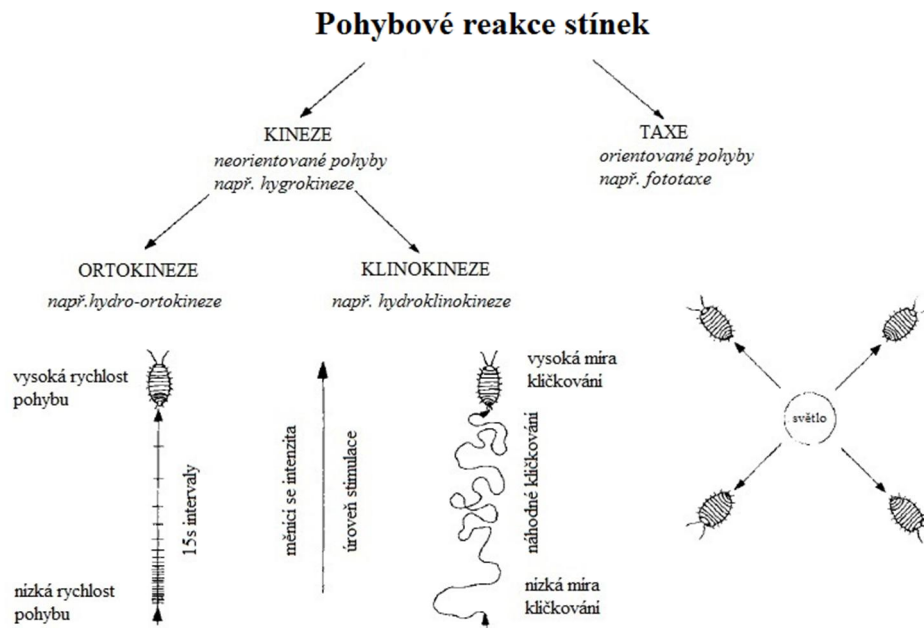 Pohybové reakce stínek
KINEZE
neorientované pohyby
např. hygrokineze
TAXE
orientované pohyby
např. fototaxe
ORTOKINEZE
např.hydro-ortokineze
KLINOKINEZE
např. hydroklinokineze
vysoká rychlost
pohybu
15s intervaly
nízká rychlost
pohybu
měnící se intenzita
úroveň stimulace
vysoká míra
kličkování
náhodné kličkování
nízká míra
kličkování
světlo